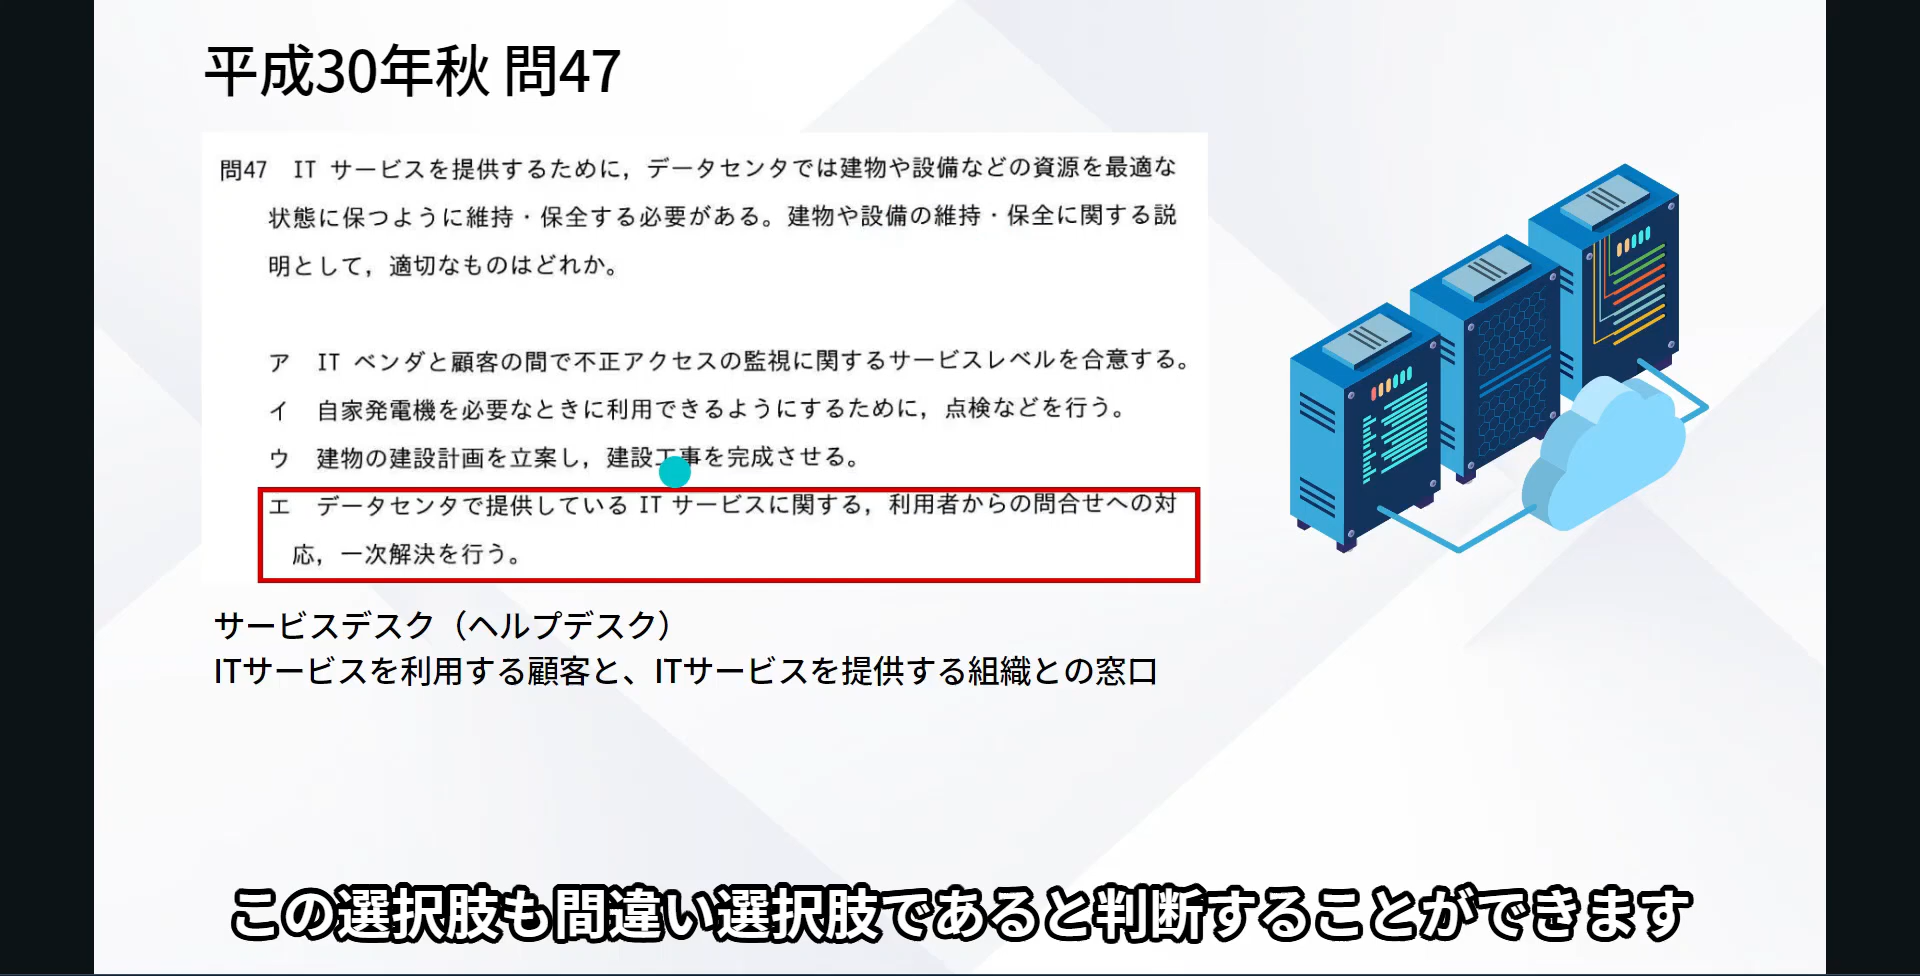 平成30年秋 問47
問47 IT サービスを提供するために，データセンタでは建物や設備などの資源を最適な
状態に保つように維持・保全する必要がある。建物や設備の維持・保全に関する説
明として，適切なものはどれか。
ア IT ベンダと顧客の間で不正アクセスの監視に関するサービスレベルを合意する。
イ 自家発電機を必要なときに利用できるようにするために，点検などを行う。
ウ 建物の建設計画を立案し，建設工事を完成させる。
エ データセンタで提供している IT サービスに関する，利用者からの問合せへの対
応，一次解決を行う。
サービスデスク（ヘルプデスク）
ITサービスを利用する顧客と、ITサービスを提供する組織との窓口
この選択肢も間違い選択肢であると判断することができます